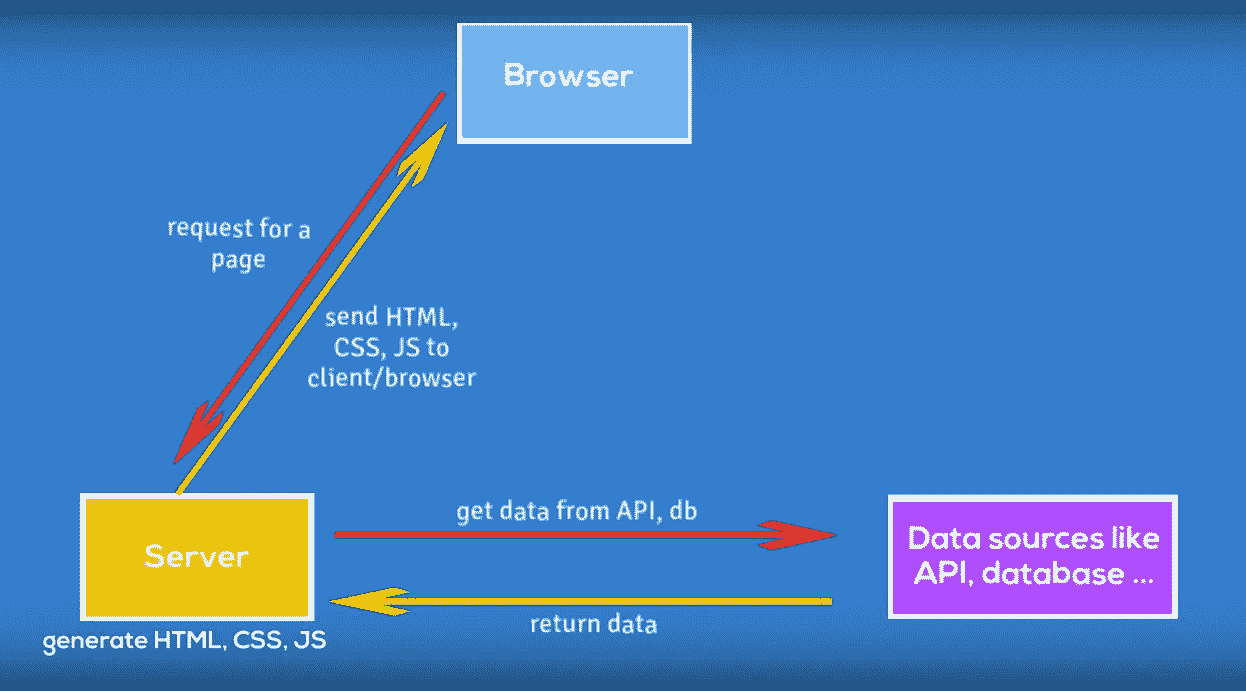 Browser
request for a
page
send HTML,
CSS, JS to
client/browser
get data from API, db
Server
Data sources like
API, database ...
return data
generate HTML, CSS, JS